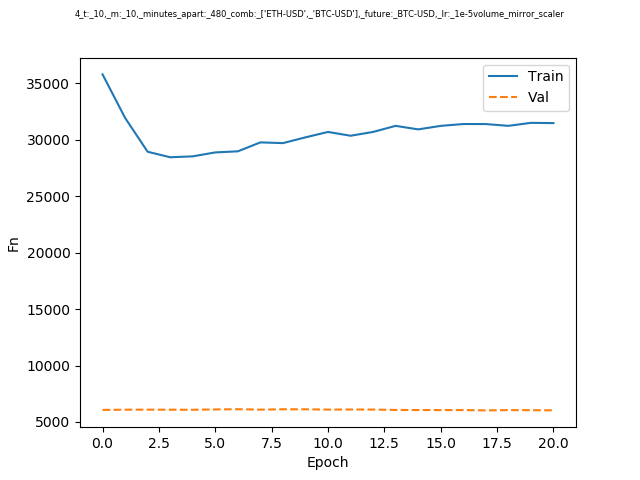 4_t:_10,_m:_10,_minutes_apart:_480_comb:_['ETH-USD',_'BTC-USD'],_future:_BTC-USD,_lr:_1e-5volume_mirror_scaler
Train
Val
35000
30000
25000
20000
15000
10000
5000
Fn
0.0 2.5 5.0 7.5 10.0 12.5 15.0 17.5 20.0
Epoch